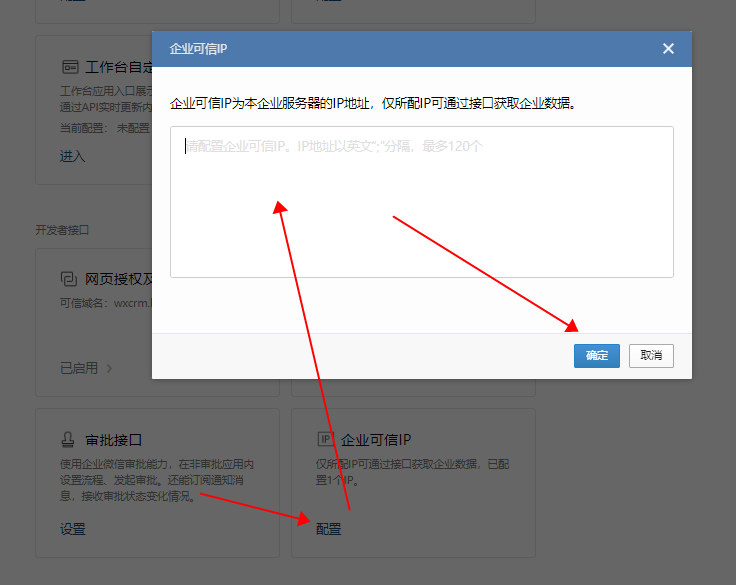 企业可信IP
企业可信IP为本企业服务器的IP地址，仅所配IP可通过接口获取企业数据。
请配置企业可信IP。IP地址以英文";"分隔，最多120个
确定
取消
工作台自定
工作台应用入口展示
通过API实时更新内
当前配置： 未配置
进入
开发者接口
网页授权及
可信域名：wxcrm.
已启用
审批接口
使用企业微信审批能力，在非审批应用内
设置流程、发起审批。还能订阅通知消
息，接收审批状态变化情况。
设置
IP 企业可信IP
仅所配IP可通过接口获取企业数据，已配
置1个IP。
配置